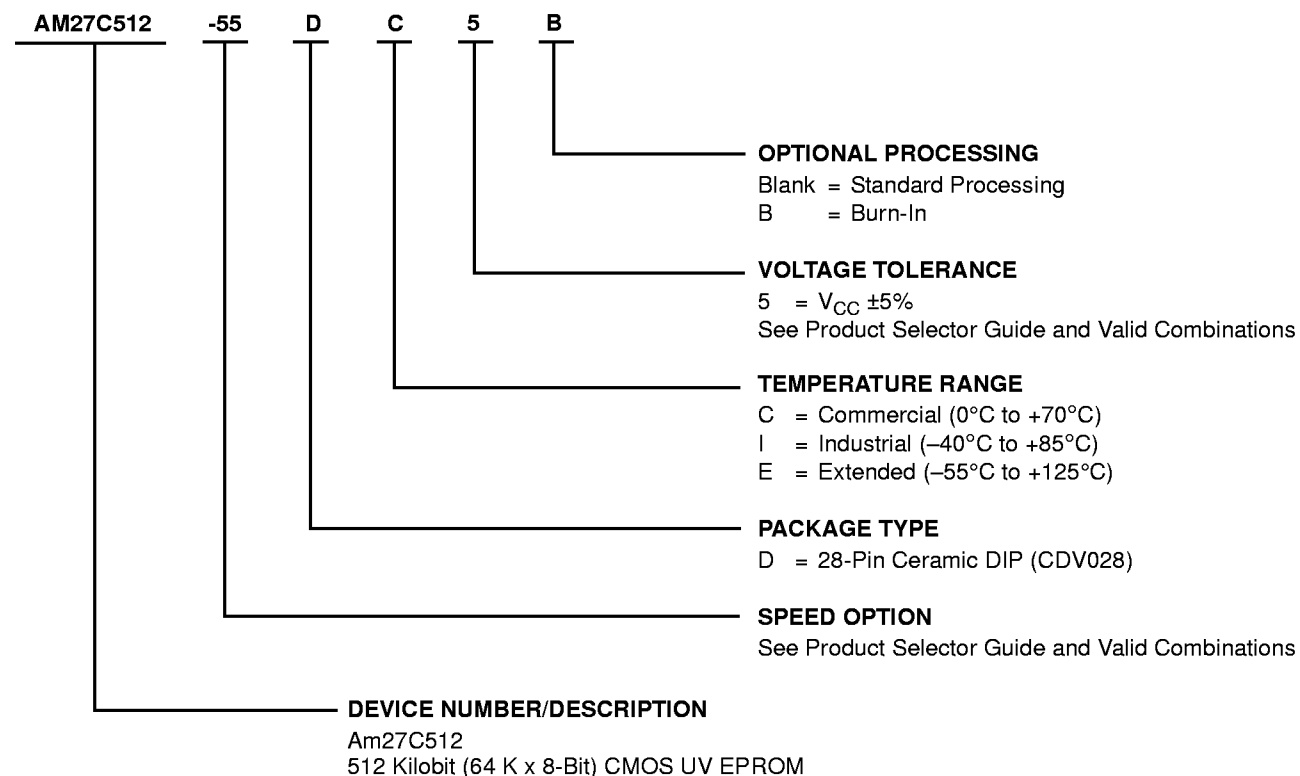 AM27C512 -55 D C 5 B
OPTIONAL PROCESSING
Blank = Standard Processing
B = Burn-In
VOLTAGE TOLERANCE
5 = VCC ±5%
See Product Selector Guide and Valid Combinations
TEMPERATURE RANGE
C = Commercial (0°C to +70°C)
I = Industrial (–40°C to +85°C)
E = Extended (–55°C to +125°C)
PACKAGE TYPE
D = 28-Pin Ceramic DIP (CDV028)
SPEED OPTION
See Product Selector Guide and Valid Combinations
DEVICE NUMBER/DESCRIPTION
Am27C512
512 Kilobit (64 K x 8-Bit) CMOS UV EPROM